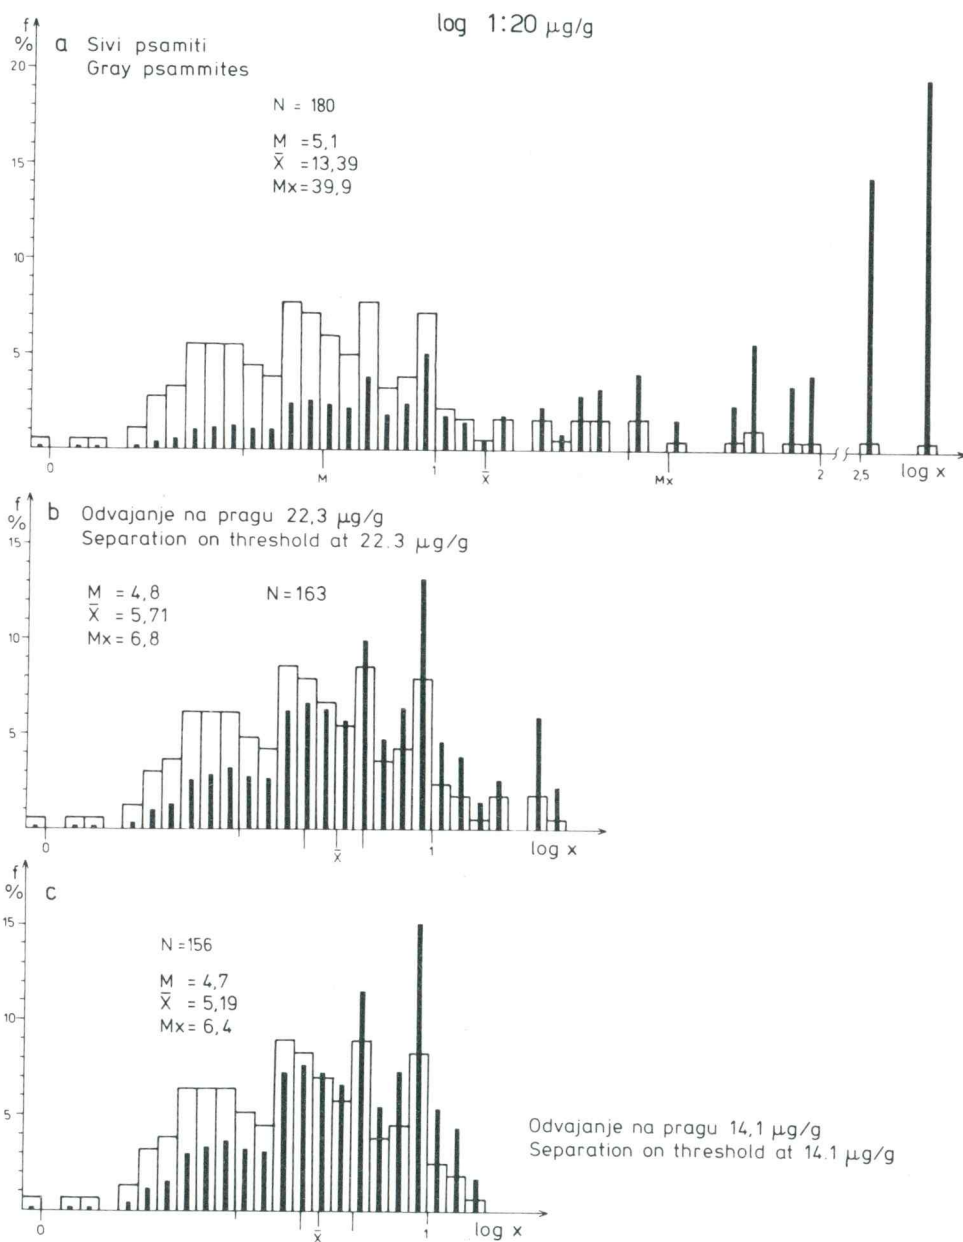 log 1:20 µg/g
f
%
a Sivi psamiti
Gray psammites
20
N = 180
M = 5,1
X̄ = 13,39
Mx = 39,9
15
10
5
0
M
1
X̄
Mx
2
2,5
log x
f
%
b Odvajanje na pragu 22,3 µg/g
Separation on threshold at 22.3 µg/g
15
M = 4,8
N = 163
X̄ = 5,71
Mx = 6,8
10
5
0
X̄
1
log x
f
%
c
15
N = 156
M = 4,7
X̄ = 5,19
Mx = 6,4
10
5
Odvajanje na pragu 14,1 µg/g
Separation on threshold at 14.1 µg/g
0
X̄
1
log x